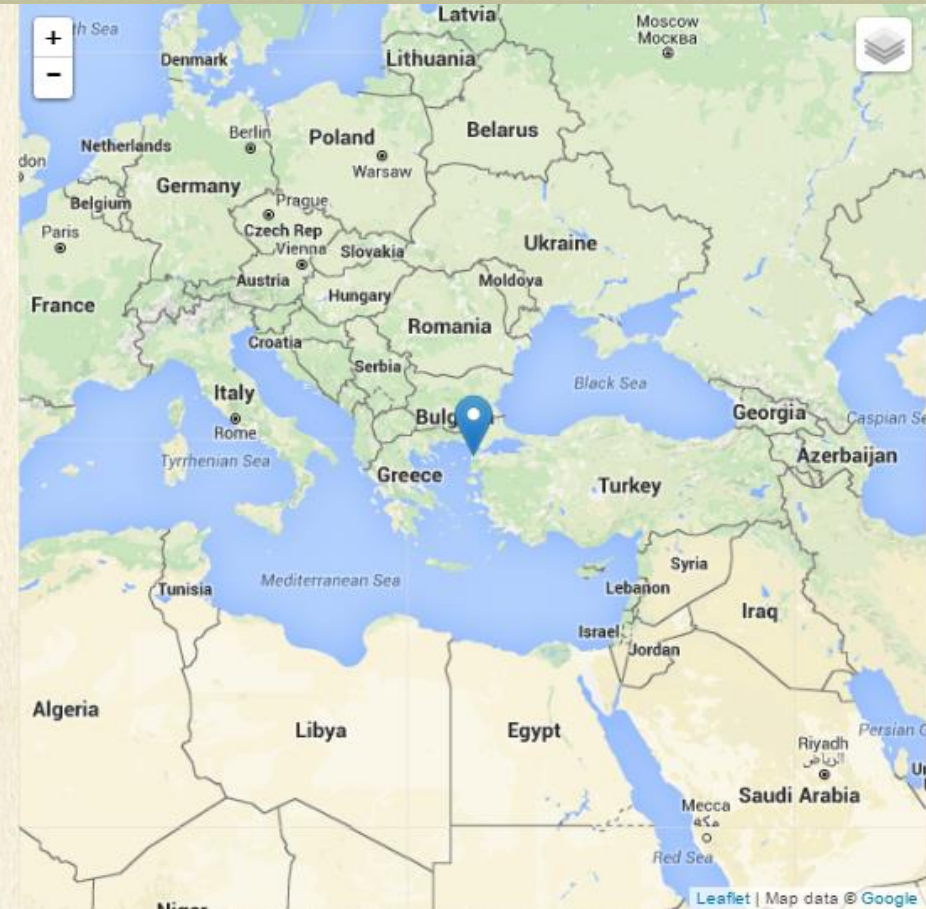 Latvia
Moscow
Москва
th Sea
+
−
Denmark
Lithuania
Belarus
Netherlands
Berlin
Poland
Warsaw
don
Germany
Belgium
Prague
Paris
Czech Rep
Vienna
Slovakia
Ukraine
Austria
Moldova
France
Hungary
Romania
Croatia
Serbia
Black Sea
Italy
Rome
Georgia
Caspian Se
Azerbaijan
Tyrrhenian Sea
Greece
Turkey
Mediterranean Sea
Tunisia
Syria
Lebanon
Iraq
Israel
Jordan
Algeria
Libya
Egypt
Persian G
Riyadh
الرياض
Saudi Arabia
Mecca
مكة
Red Sea
Leaflet | Map data © Google